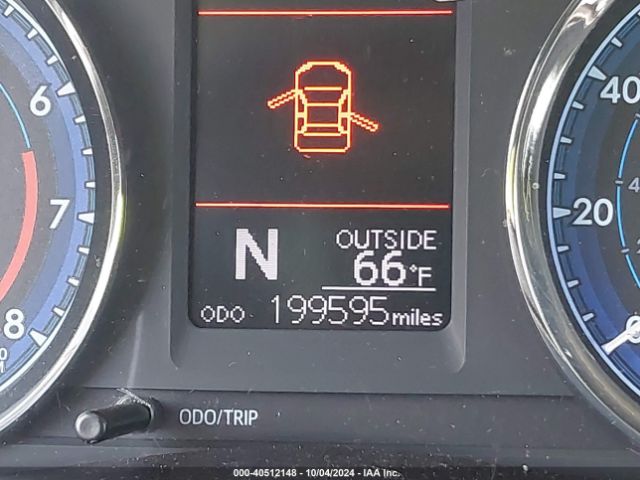 6
7
8
N
OUTSIDE
66°F
ODO 199595 miles
ODO/TRIP
40
20
0
000-40512148 - 10/04/2024 - IAA Inc.